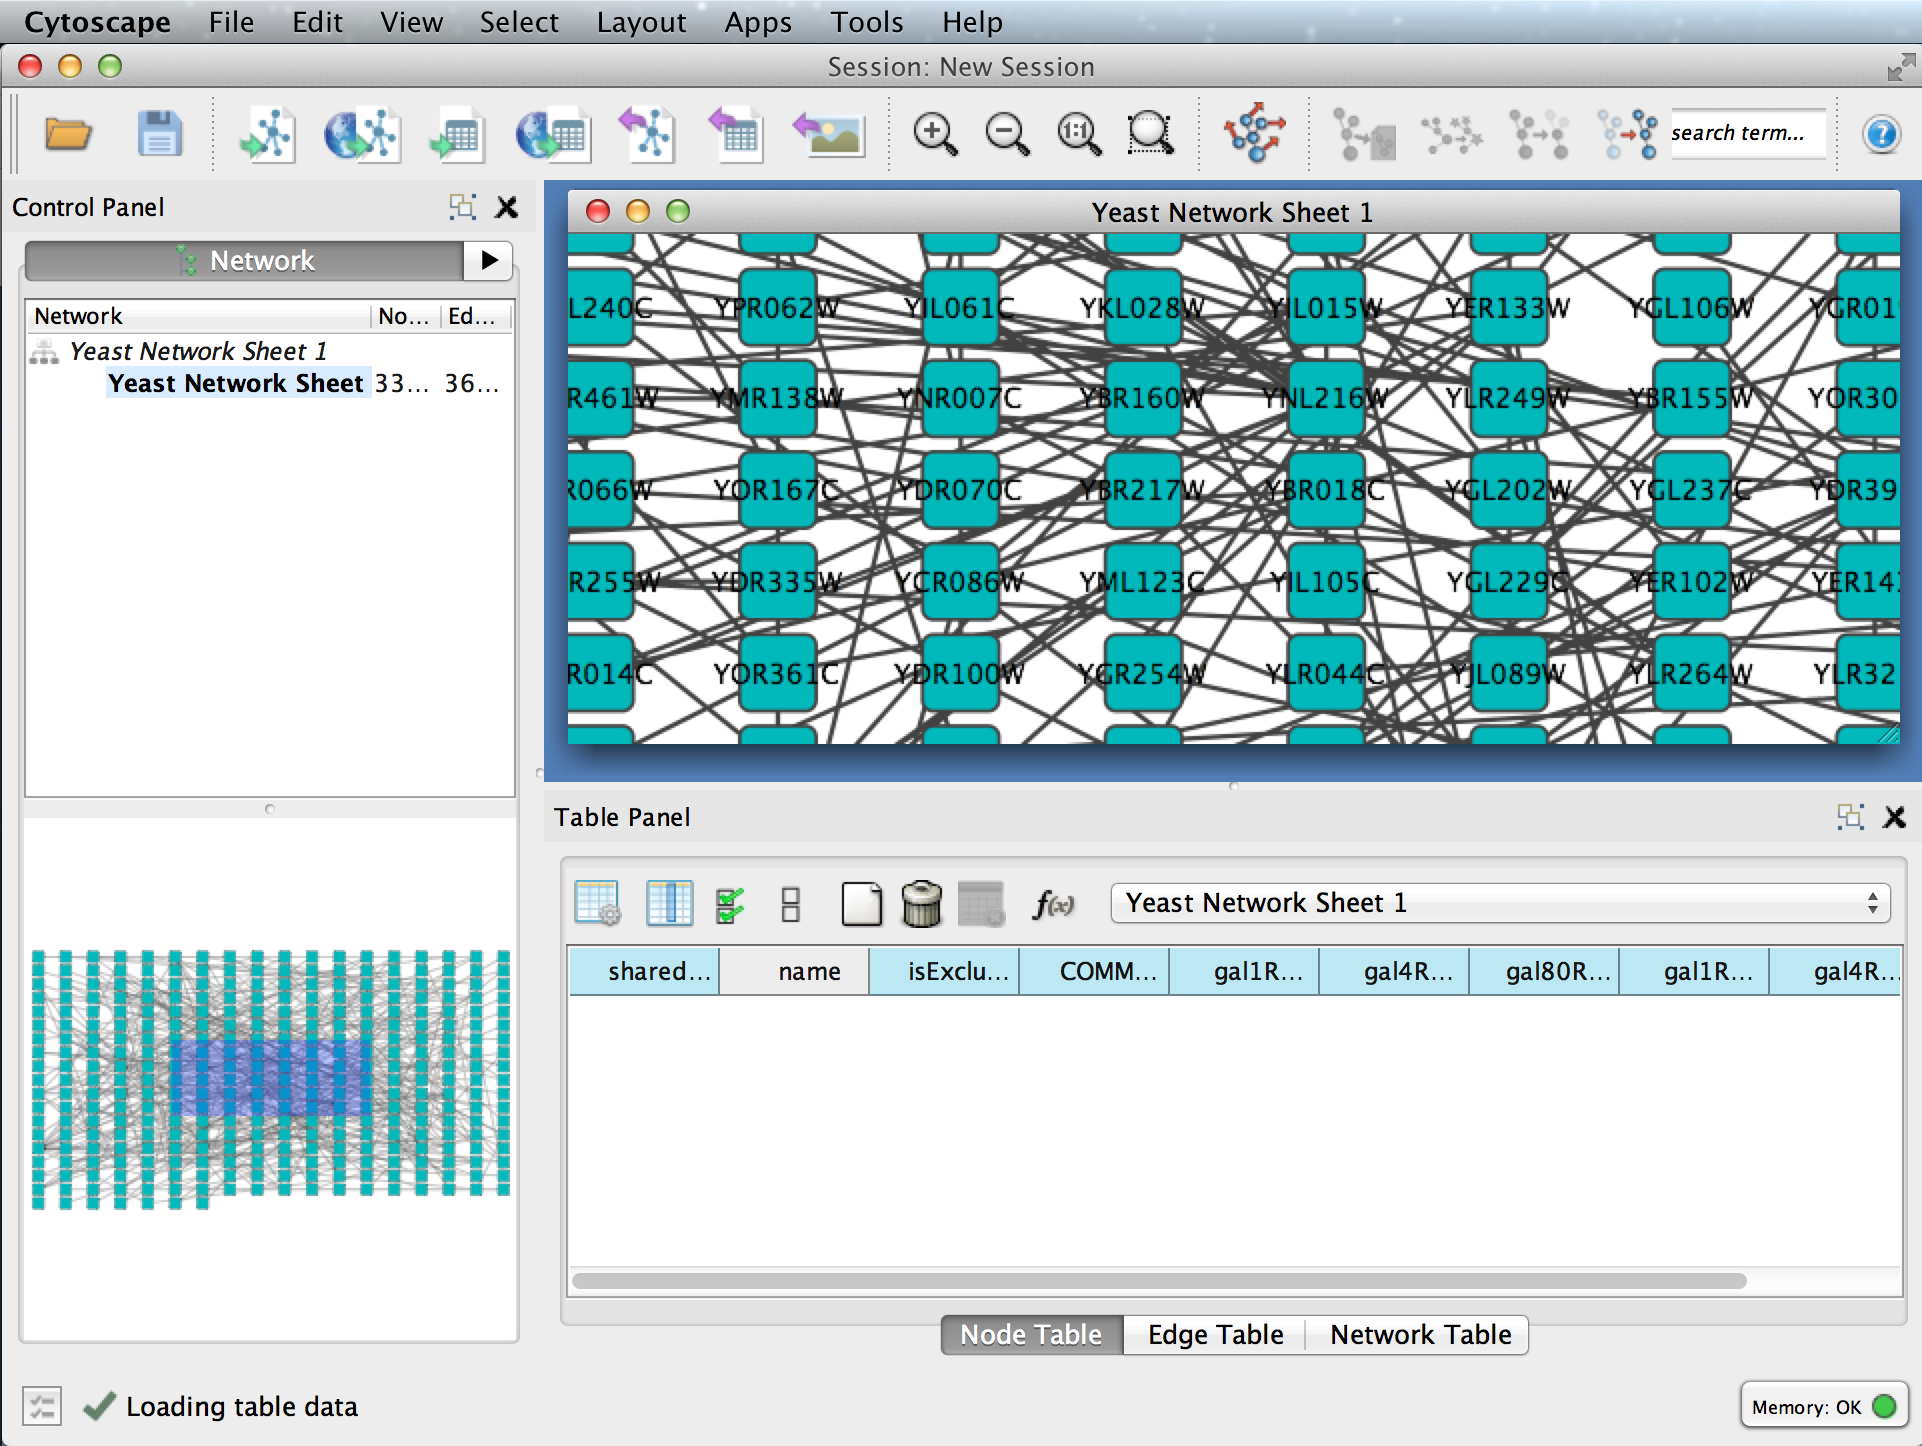 Cytoscape File Edit View Select Layout Apps Tools Help
Session: New Session
1:1
search term...
?
Control Panel
Network
Network No... Ed...
Yeast Network Sheet 1
Yeast Network Sheet 33... 36...
Yeast Network Sheet 1
L240C YPR062W YIL061C YKL028W YIL015W YER133W YGL106W YGR01
R461W YMR138W YNR007C YBR160W YNL216W YLR249W YBR155W YOR30
R066W YOR167C YDR070C YBR217W YBR018C YGL202W YGL237C YDR39
R255W YDR335W YCR086W YML123C YIL105C YGL229C YER102W YER14
R014C YOR361C YDR100W YGR254W YLR044C YJL089W YLR264W YLR32
Table Panel
f(x)
Yeast Network Sheet 1
shared... name isExclu... COMM... gal1R... gal4R... gal80R... gal1R... gal4R...
Node Table Edge Table Network Table
Loading table data
Memory: OK